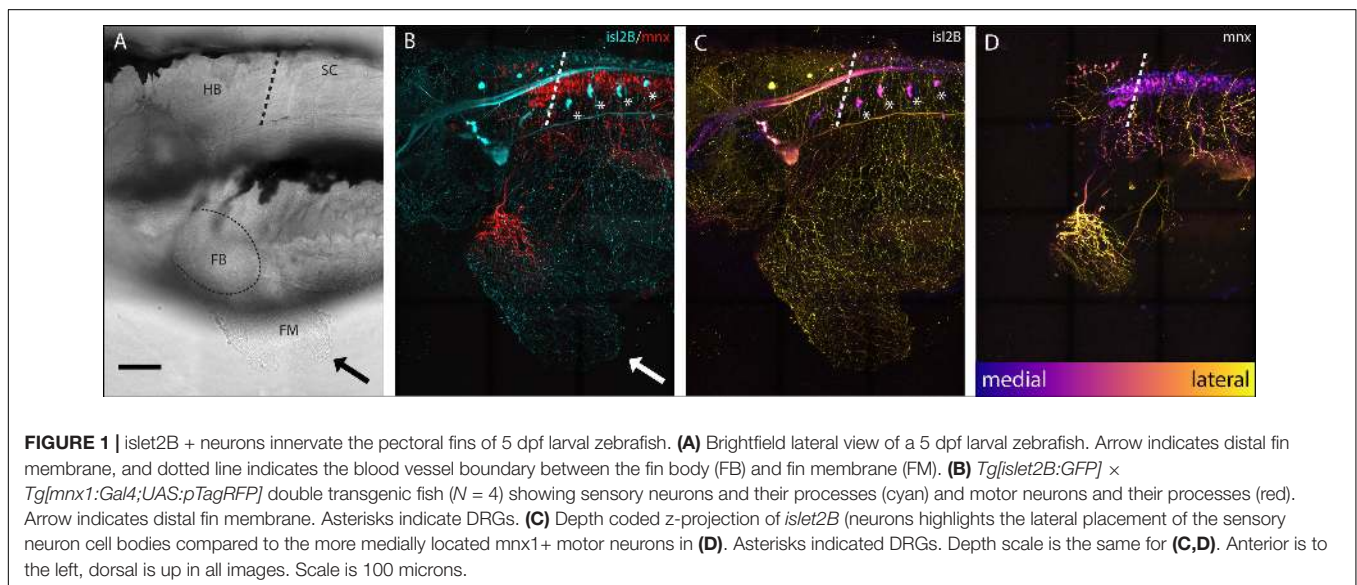 A
HB
SC
FB
FM
B
isl2B/mnx
* * * *
C
isl2B
* * * *
D
mnx
medial lateral
FIGURE 1 | islet2B + neurons innervate the pectoral fins of 5 dpf larval zebrafish. (A) Brightfield lateral view of a 5 dpf larval zebrafish. Arrow indicates distal fin
membrane, and dotted line indicates the blood vessel boundary between the fin body (FB) and fin membrane (FM). (B) Tg[islet2B:GFP] ×
Tg[mnx1:Gal4;UAS:pTagRFP] double transgenic fish (N = 4) showing sensory neurons and their processes (cyan) and motor neurons and their processes (red).
Arrow indicates distal fin membrane. Asterisks indicate DRGs. (C) Depth coded z-projection of islet2B (neurons highlights the lateral placement of the sensory
neuron cell bodies compared to the more medially located mnx1+ motor neurons in (D). Asterisks indicated DRGs. Depth scale is the same for (C,D). Anterior is to
the left, dorsal is up in all images. Scale is 100 microns.